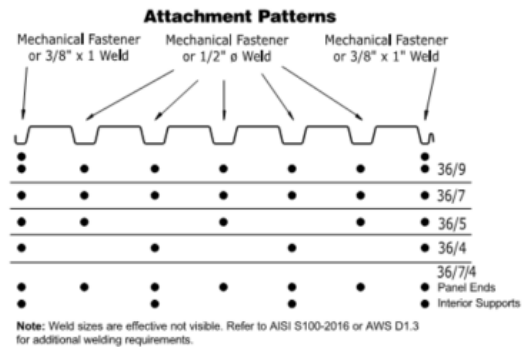 Attachment Patterns
Mechanical Fastener
or 3/8" x 1 Weld
Mechanical Fastener
or 1/2" ø Weld
Mechanical Fastener
or 3/8" x 1" Weld
36/9
36/7
36/5
36/4
36/7/4
Panel Ends
Interior Supports
Note: Weld sizes are effective not visible. Refer to AISI S100-2016 or AWS D1.3
for additional welding requirements.